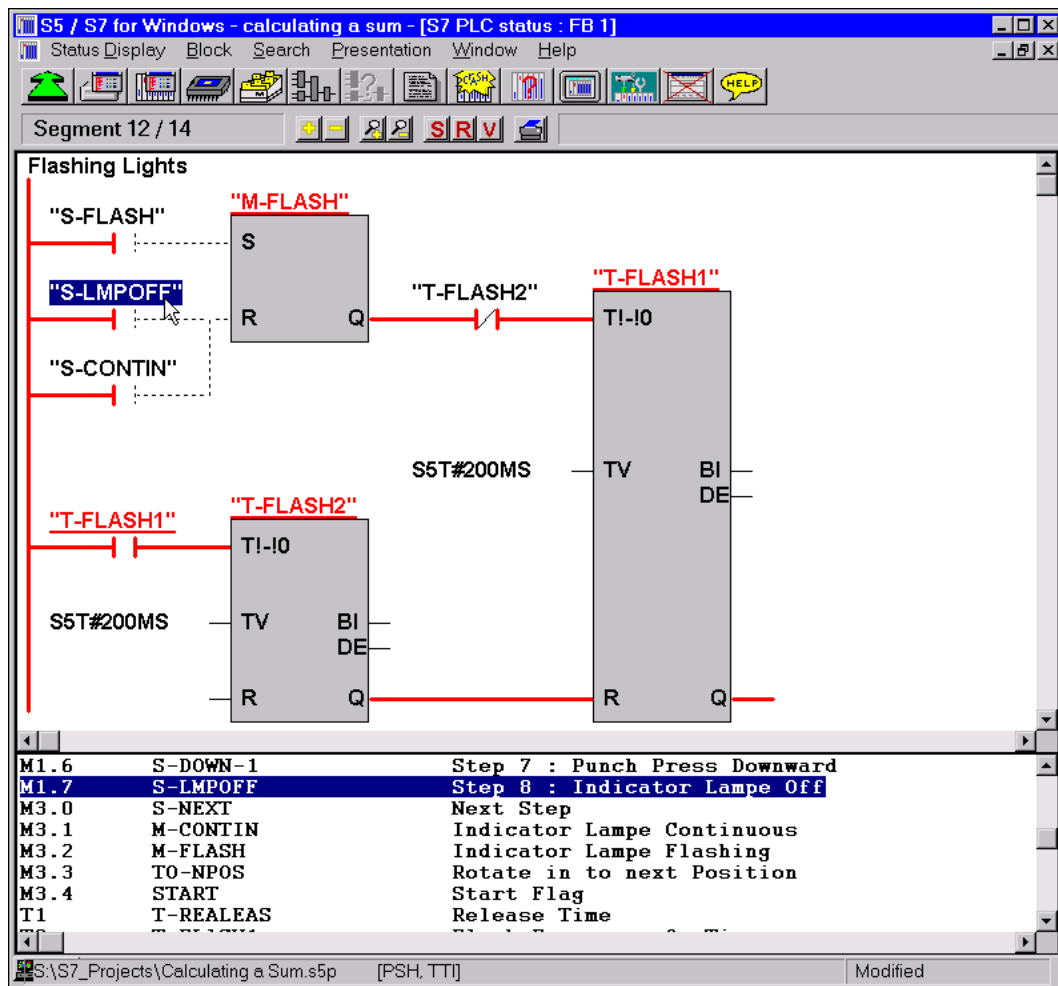 S5 / S7 for Windows - calculating a sum - [S7 PLC status : FB 1]
Status Display Block Search Presentation Window Help
CASH HELP
Segment 12 / 14
S R V
Flashing Lights
"S-FLASH" "M-FLASH"
S
"S-LMPOFF" "T-FLASH2" "T-FLASH1"
R Q T!-!0
"S-CONTIN"
S5T#200MS TV BI
DE
"T-FLASH1" "T-FLASH2"
T!-!0
S5T#200MS TV BI
DE
R Q R Q
M1.6 S-DOWN-1 Step 7 : Punch Press Downward
M1.7 S-LMPOFF Step 8 : Indicator Lampe Off
M3.0 S-NEXT Next Step
M3.1 M-CONTIN Indicator Lampe Continuous
M3.2 M-FLASH Indicator Lampe Flashing
M3.3 TO-NPOS Rotate in to next Position
M3.4 START Start Flag
T1 T-REALEAS Release Time
S:\S7_Projects\Calculating a Sum.s5p [PSH, TTI] Modified